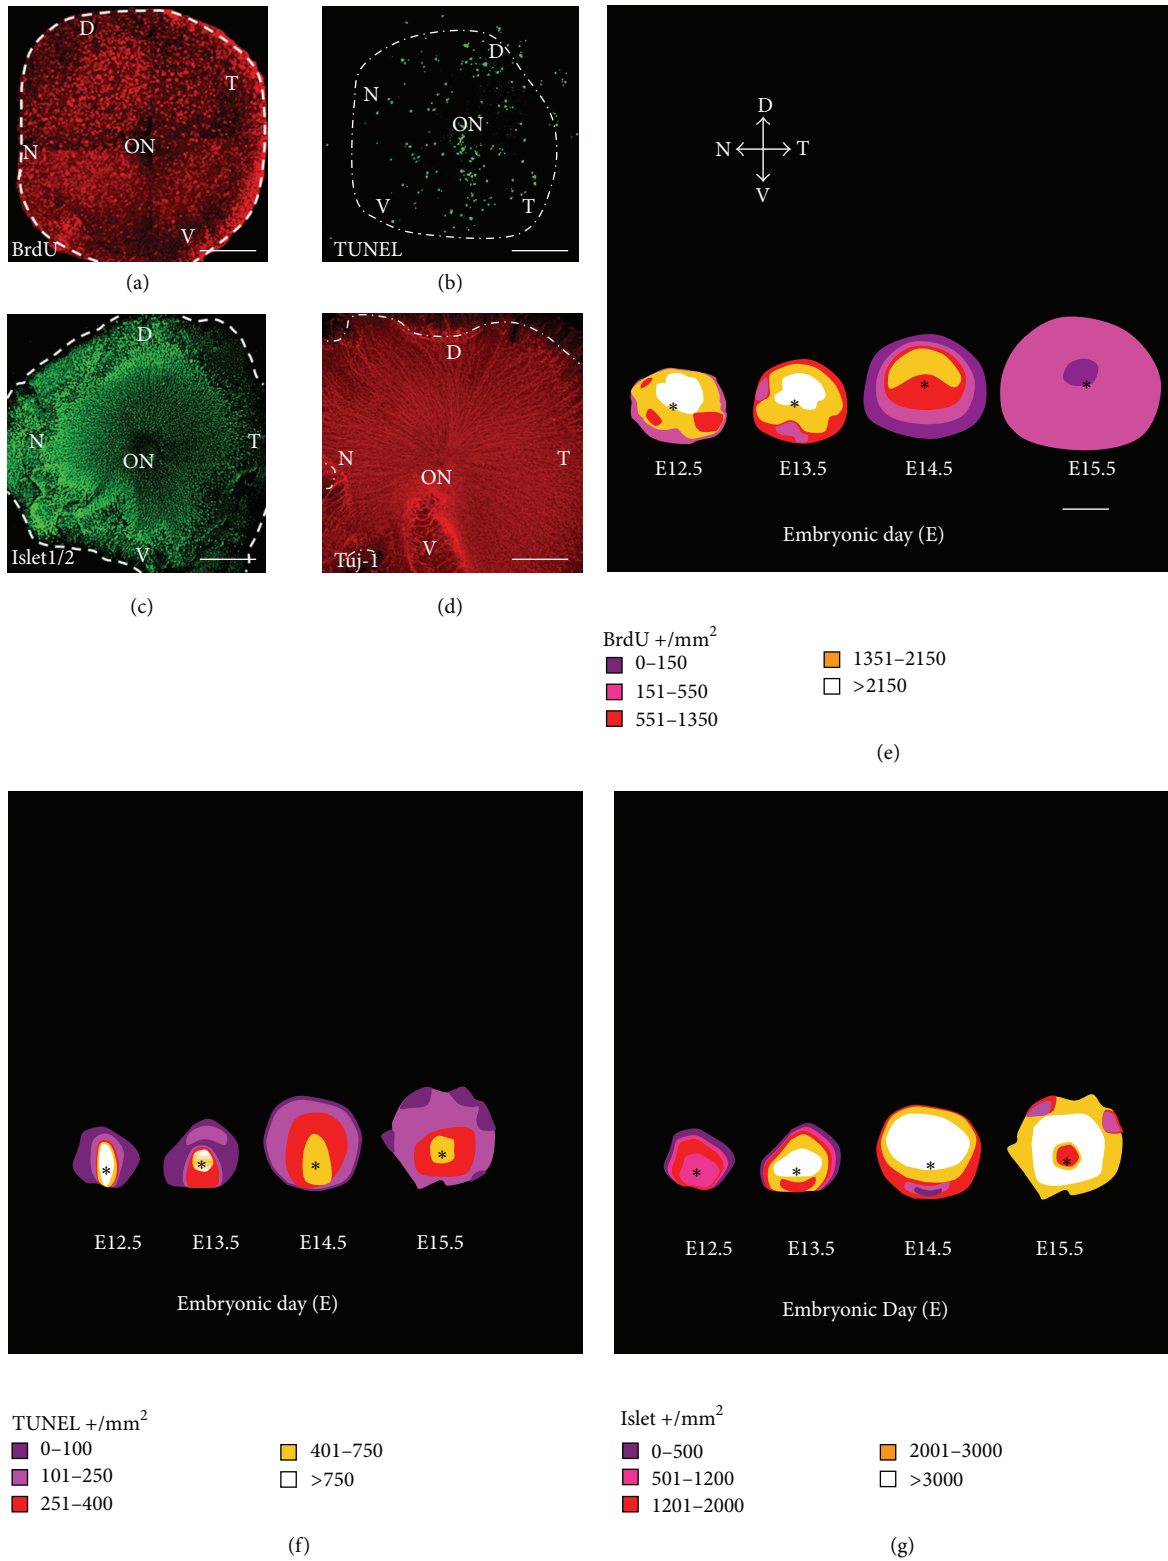 D
T
ON
N
V
BrdU
(a)
D
N
ON
V
T
TUNEL
(b)
D
N
T
ON
V
Islet1/2
(c)
D
N
T
ON
V
Tuj-1
(d)
D
N T
V
* * * *
E12.5 E13.5 E14.5 E15.5
Embryonic day (E)
BrdU +/mm2
0–150
151–550
551–1350
1351–2150
>2150
(e)
* * * *
E12.5 E13.5 E14.5 E15.5
Embryonic day (E)
TUNEL +/mm2
0–100
101–250
251–400
401–750
>750
(f)
* * * *
E12.5 E13.5 E14.5 E15.5
Embryonic Day (E)
Islet +/mm2
0–500
501–1200
1201–2000
2001–3000
>3000
(g)